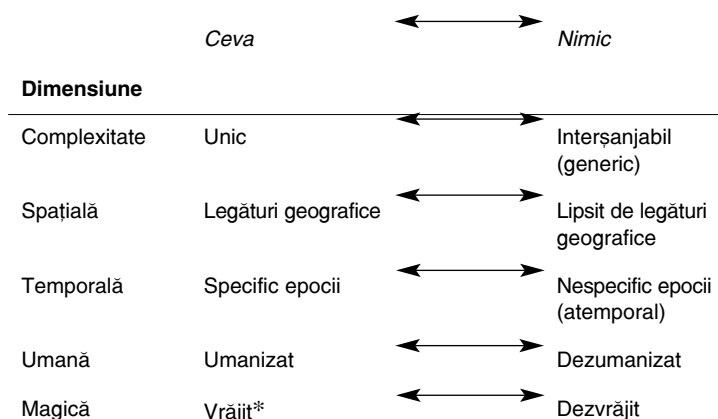 Ceva Nimic
Dimensiune
Complexitate Unic Interșanjabil
(generic)
Spațială Legături geografice Lipsit de legături
geografice
Temporală Specific epocii Nespecific epocii
(atemporal)
Umană Umanizat Dezumanizat
Magică Vrăjit* Dezvrăjit